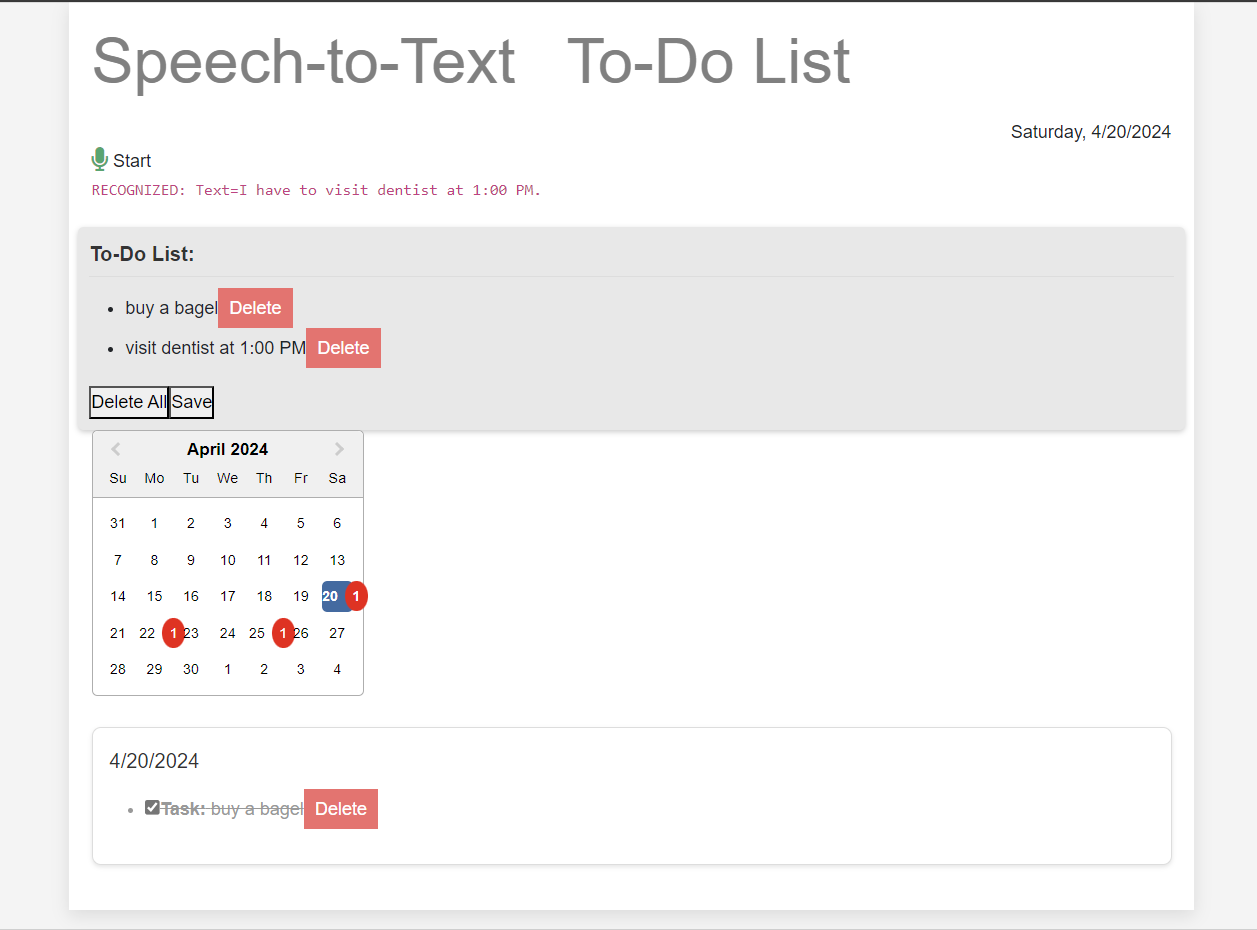 Speech-to-Text To-Do List
Saturday, 4/20/2024
Start
RECOGNIZED: Text=I have to visit dentist at 1:00 PM.
To-Do List:
buy a bagel Delete
visit dentist at 1:00 PM Delete
Delete All Save
April 2024
Su Mo Tu We Th Fr Sa
31 1 2 3 4 5 6
7 8 9 10 11 12 13
14 15 16 17 18 19 20 1
21 22 1 23 24 25 1 26 27
28 29 30 1 2 3 4
4/20/2024
Task: buy a bagel Delete